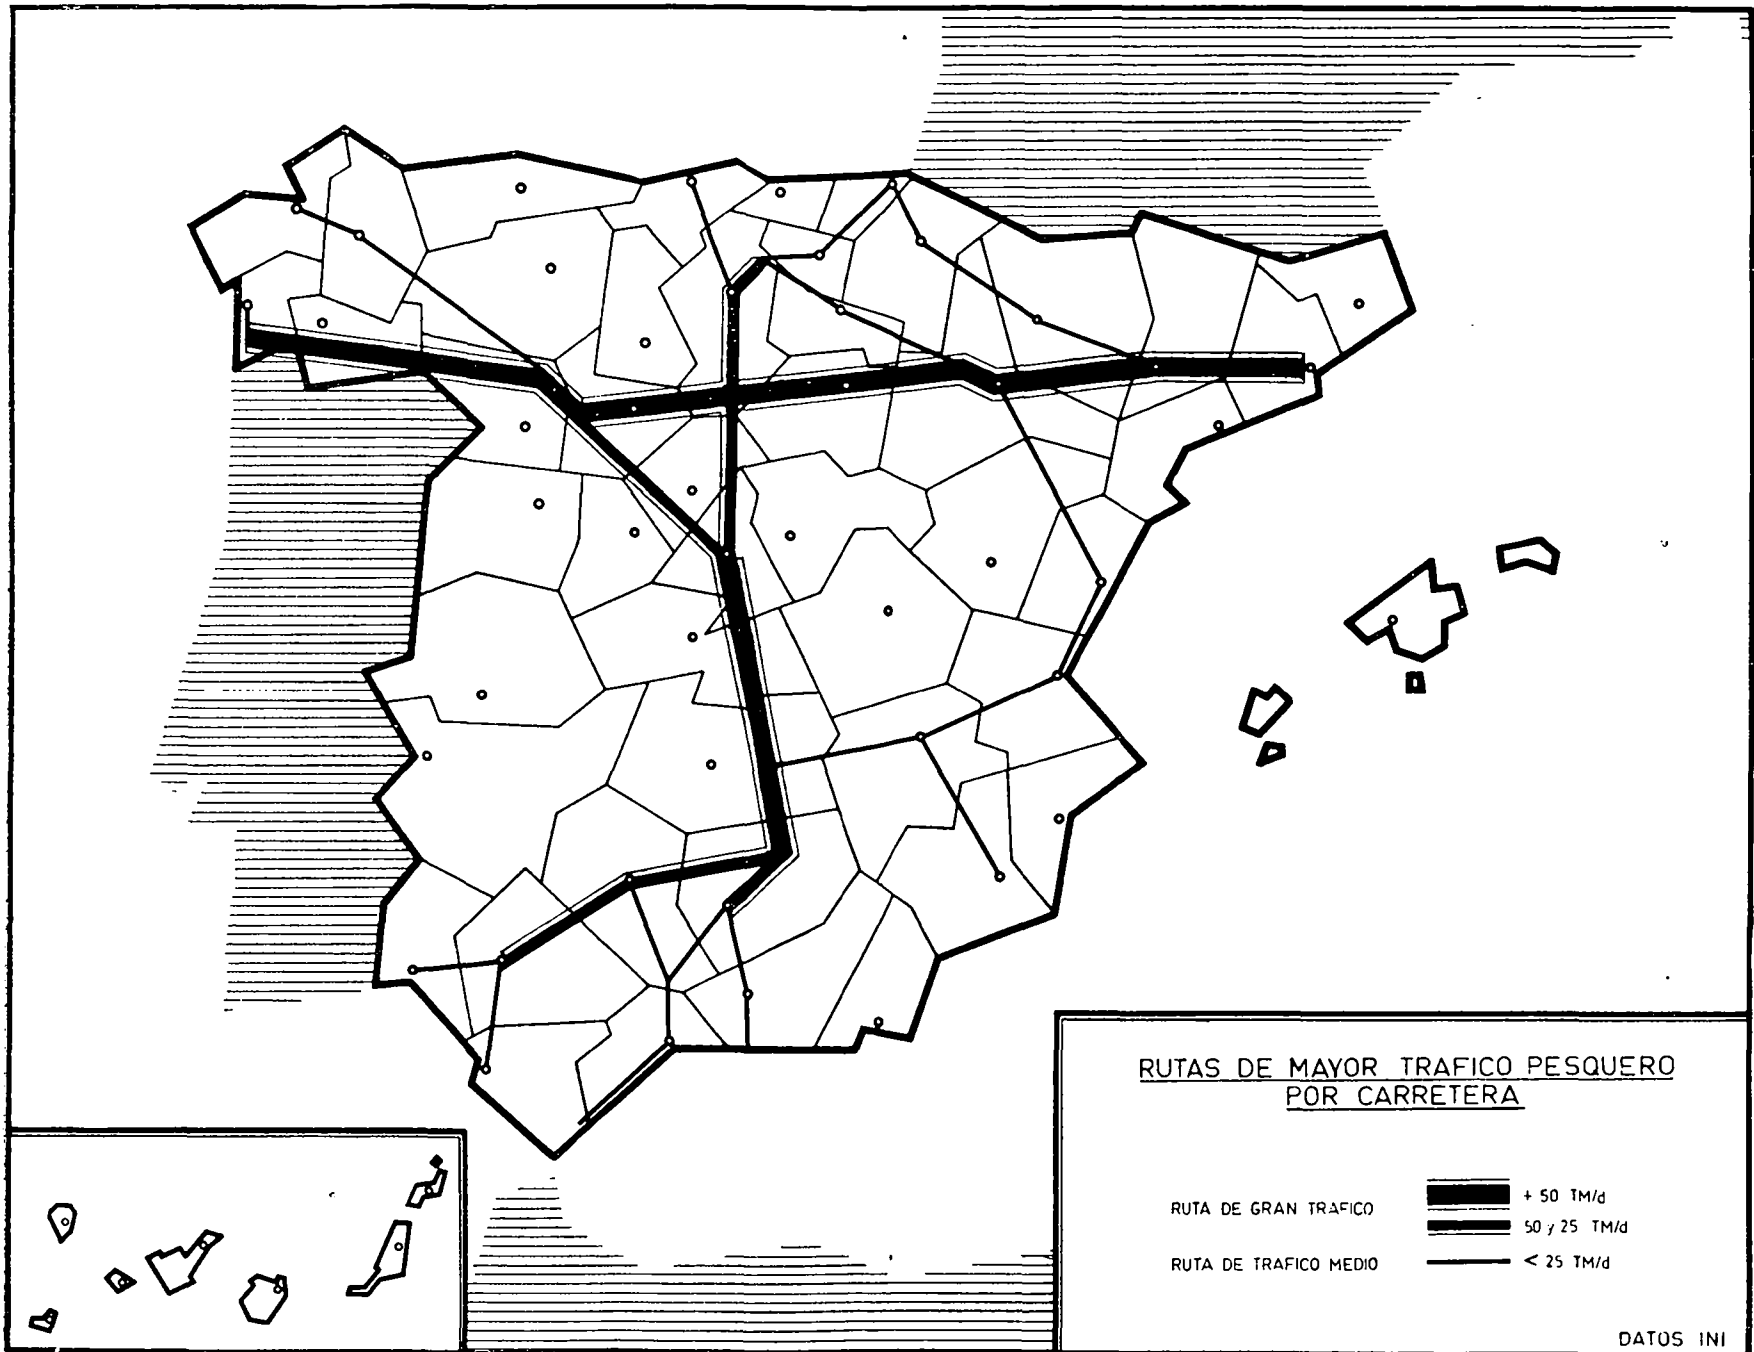 RUTAS DE MAYOR TRAFICO PESQUERO
POR CARRETERA
RUTA DE GRAN TRAFICO
+ 50 TM/d
50 y 25 TM/d
RUTA DE TRAFICO MEDIO
< 25 TM/d
DATOS INI